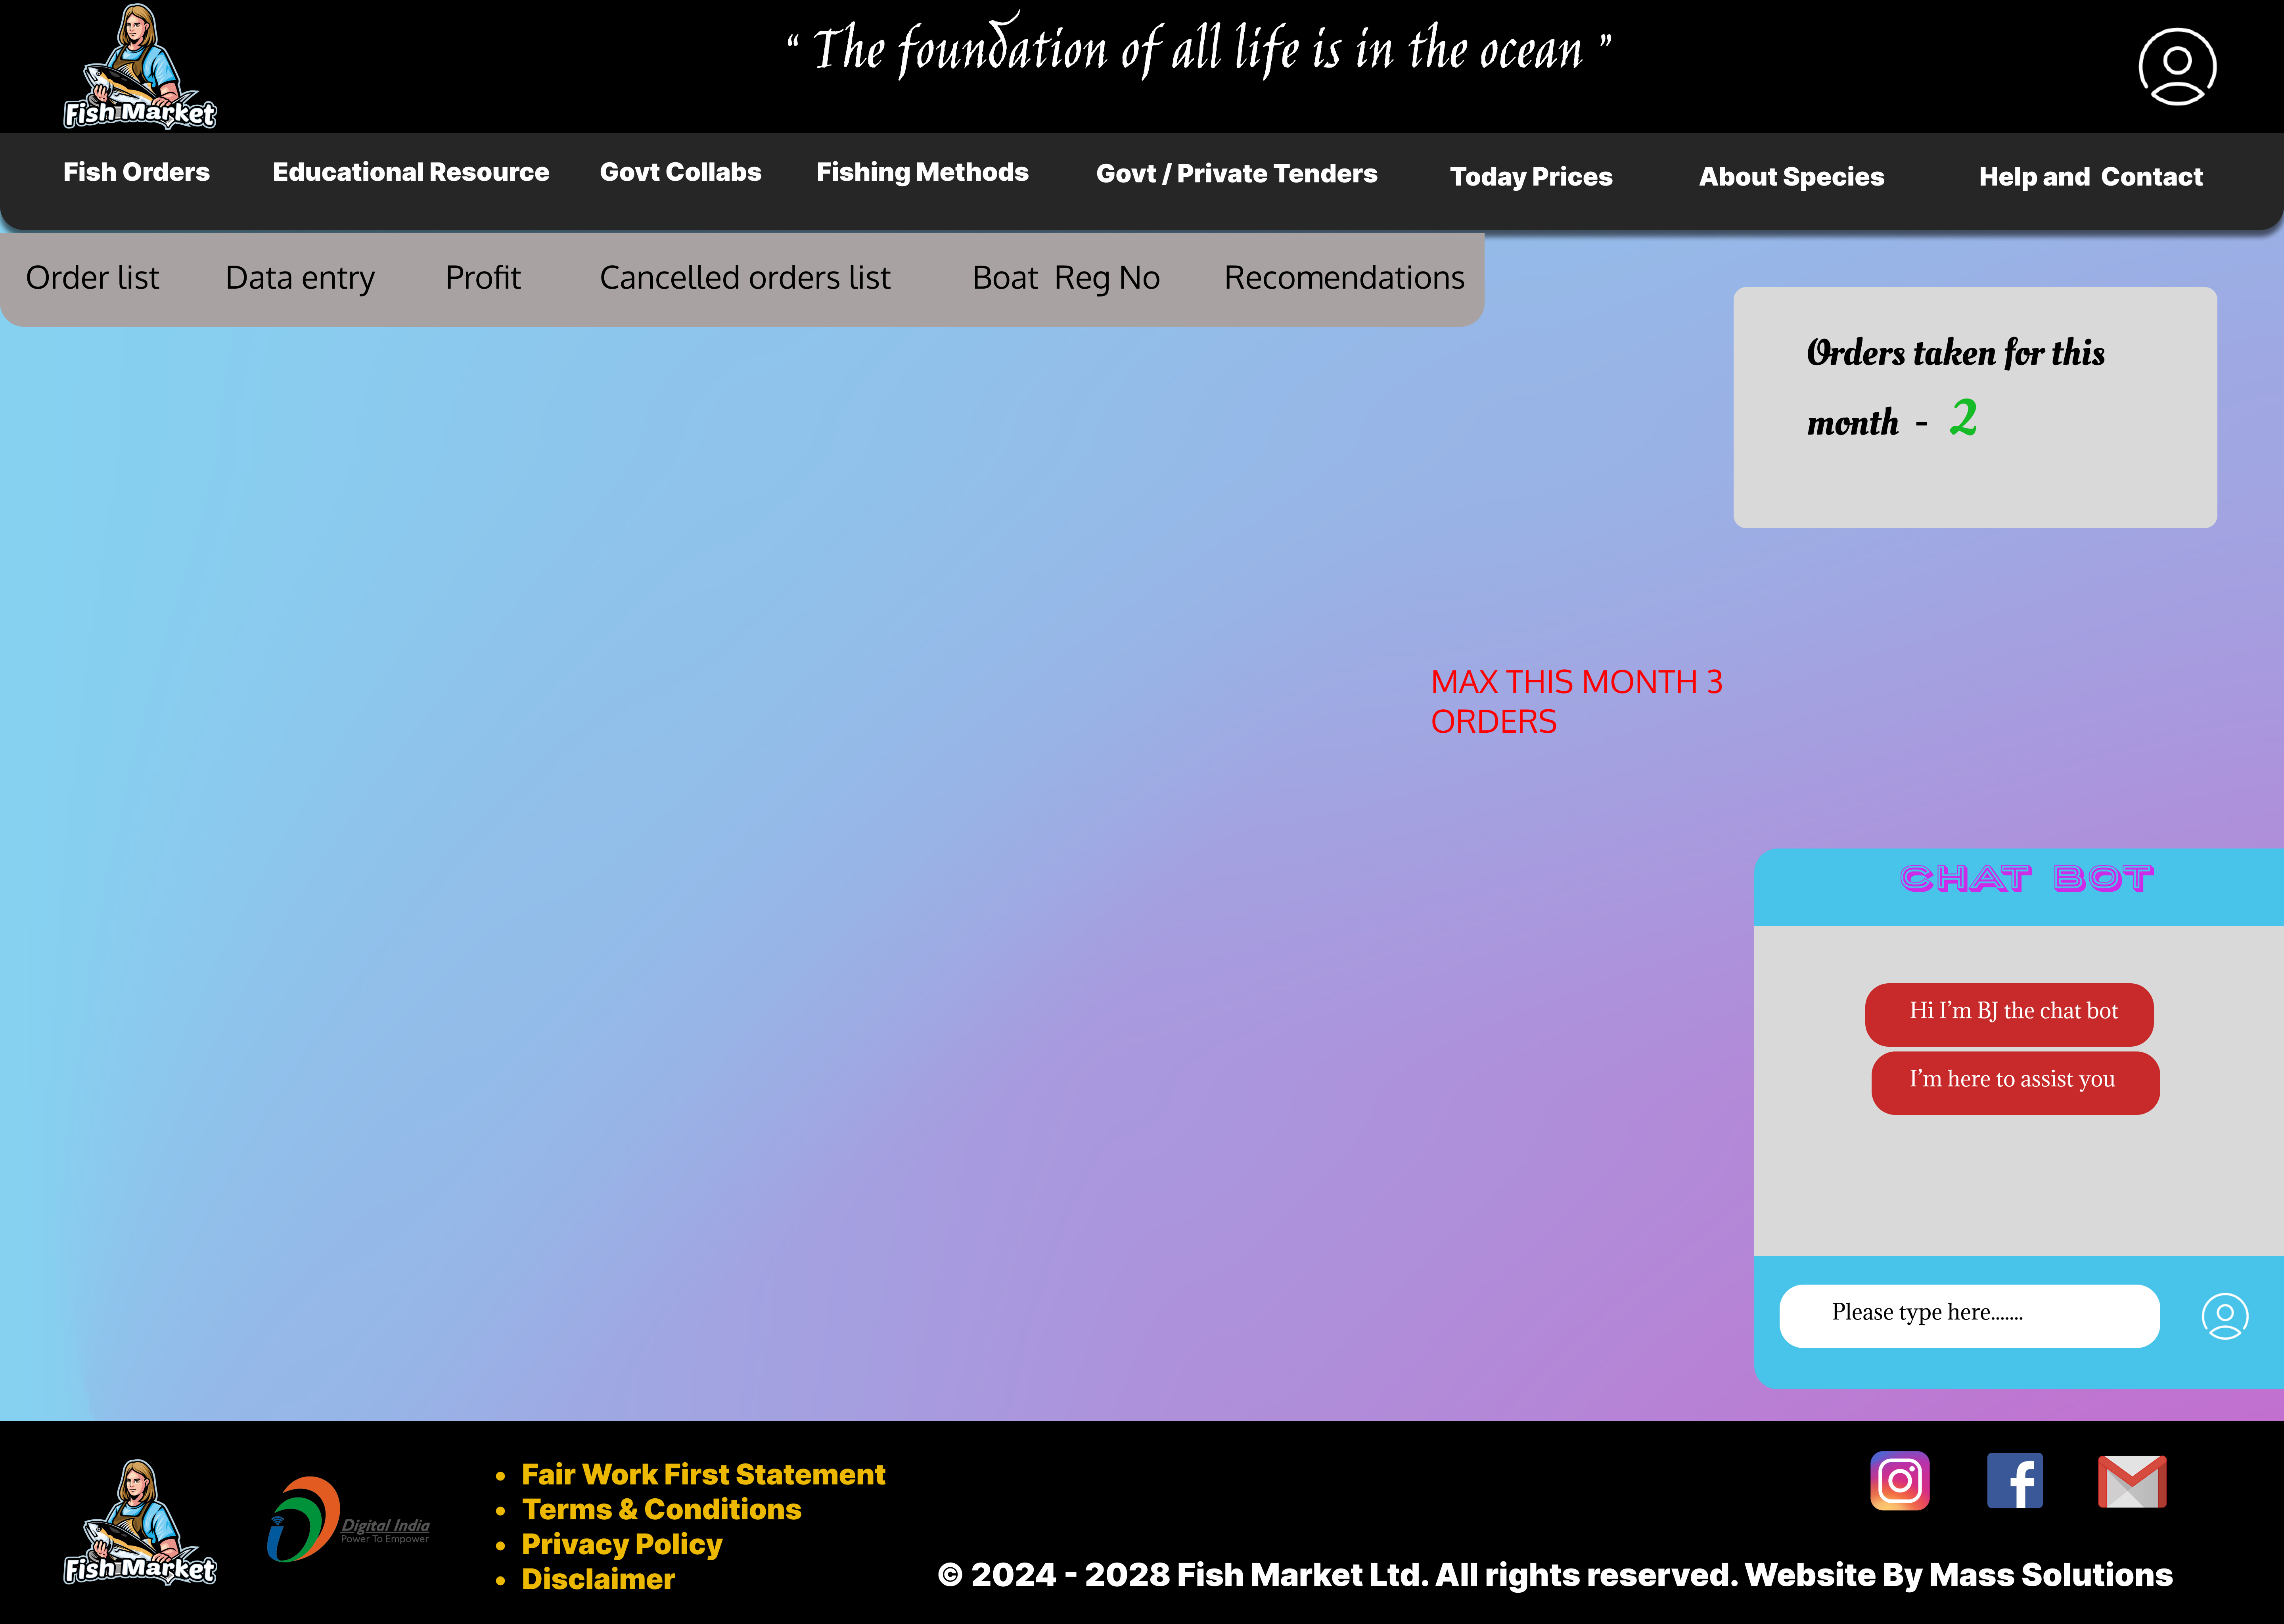 “ The foundation of all life is in the ocean ”
Fish Market
Fish Orders Educational Resource Govt Collabs Fishing Methods Govt / Private Tenders Today Prices About Species Help and Contact
Order list Data entry Profit Cancelled orders list Boat Reg No Recomendations
Orders taken for this
month - 2
MAX THIS MONTH 3
ORDERS
CHAT BOT
Hi I’m BJ the chat bot
I’m here to assist you
Please type here.......
Fish Market
Digital India
Power To Empower
• Fair Work First Statement
• Terms & Conditions
• Privacy Policy
• Disclaimer
© 2024 - 2028 Fish Market Ltd. All rights reserved. Website By Mass Solutions